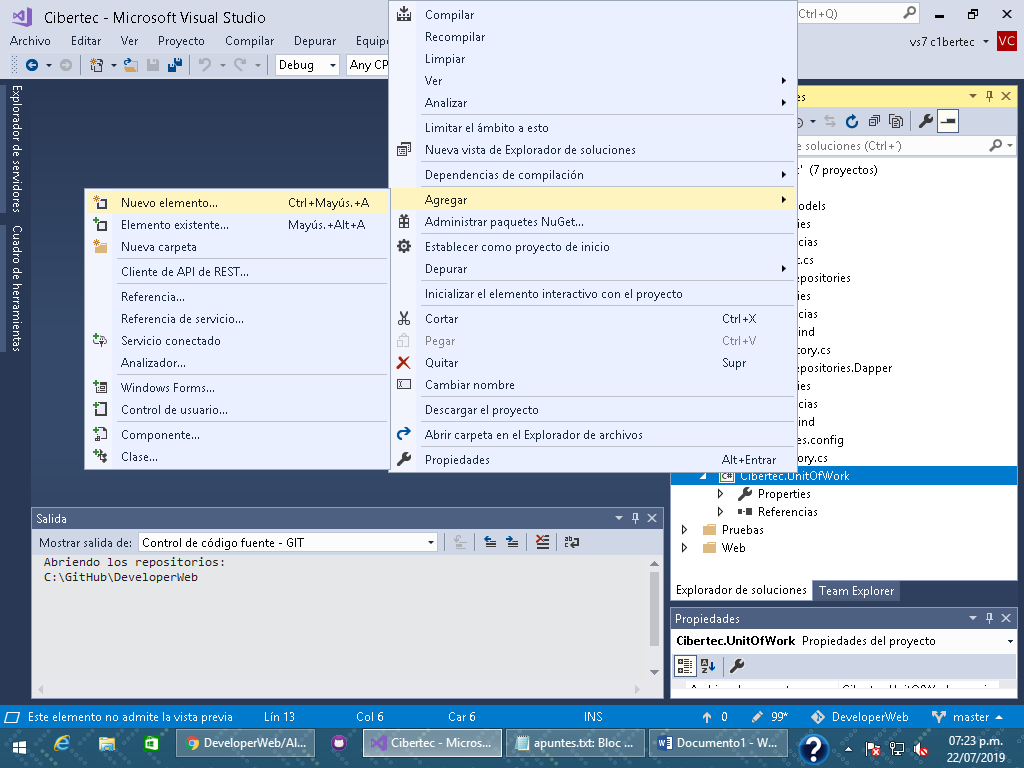 Cibertec - Microsoft Visual Studio
Ctrl+Q)
Archivo Editar Ver Proyecto Compilar Depurar Equip
vs7 c1bertec VC
Debug Any CP
Compilar
Recompilar
Limpiar
Ver
Analizar
Limitar el ámbito a esto
Nueva vista de Explorador de soluciones
Dependencias de compilación
Agregar
Administrar paquetes NuGet...
Establecer como proyecto de inicio
Depurar
Inicializar el elemento interactivo con el proyecto
Cortar Ctrl+X
Pegar Ctrl+V
Quitar Supr
Cambiar nombre
Descargar el proyecto
Abrir carpeta en el Explorador de archivos
Propiedades Alt+Entrar
Nuevo elemento... Ctrl+Mayús.+A
Elemento existente... Mayús.+Alt+A
Nueva carpeta
Cliente de API de REST...
Referencia...
Referencia de servicio...
Servicio conectado
Analizador...
Windows Forms...
Control de usuario...
Componente...
Clase...
Explorador de servidores
Cuadro de herramientas
es
e soluciones (Ctrl+´)
' (7 proyectos)
odels
ies
cias
t.cs
epositories
ies
cias
ind
tory.cs
epositories.Dapper
ies
cias
ind
es.config
tory.cs
Cibertec.UnitOfWork
Properties
Referencias
Pruebas
Web
Explorador de soluciones Team Explorer
Propiedades
Cibertec.UnitOfWork Propiedades del proyecto
Salida
Mostrar salida de: Control de código fuente - GIT
Abriendo los repositorios:
C:\GitHub\DeveloperWeb
Este elemento no admite la vista previa Lín 13 Col 6 Car 6 INS 0 99* DeveloperWeb master
DeveloperWeb/Al... Cibertec - Micros... apuntes.txt: Bloc ... Documento1 - W...
07:23 p.m.
22/07/2019